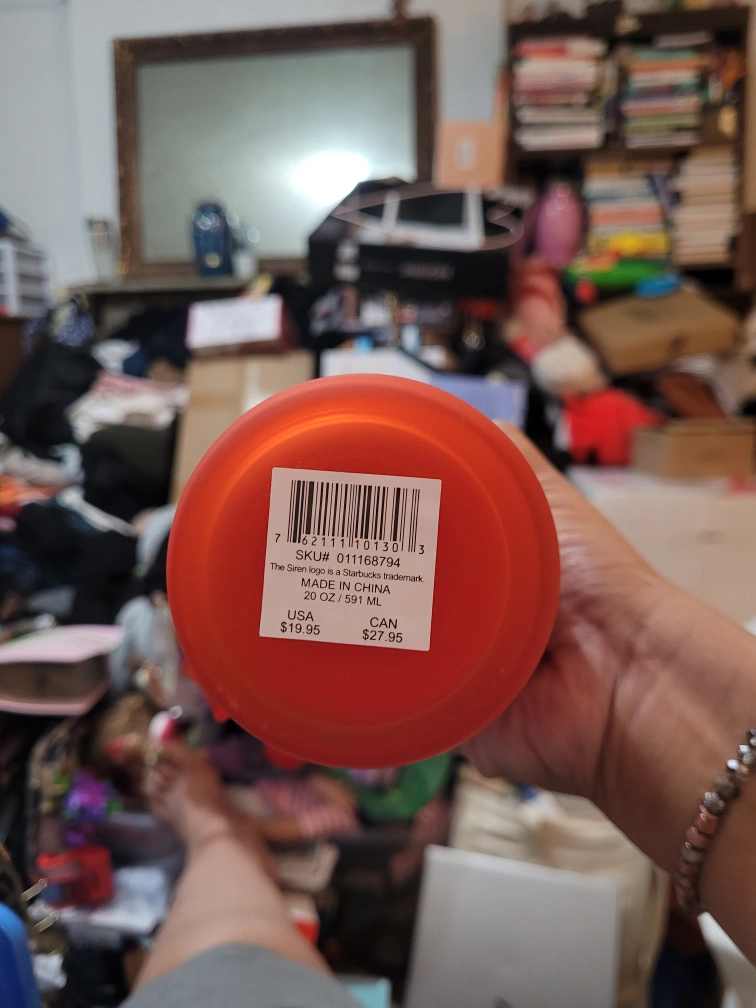 7 62111 10130 3
SKU# 011168794
The Siren logo is a Starbucks trademark.
MADE IN CHINA
20 OZ / 591 ML
USA CAN
$19.95 $27.95